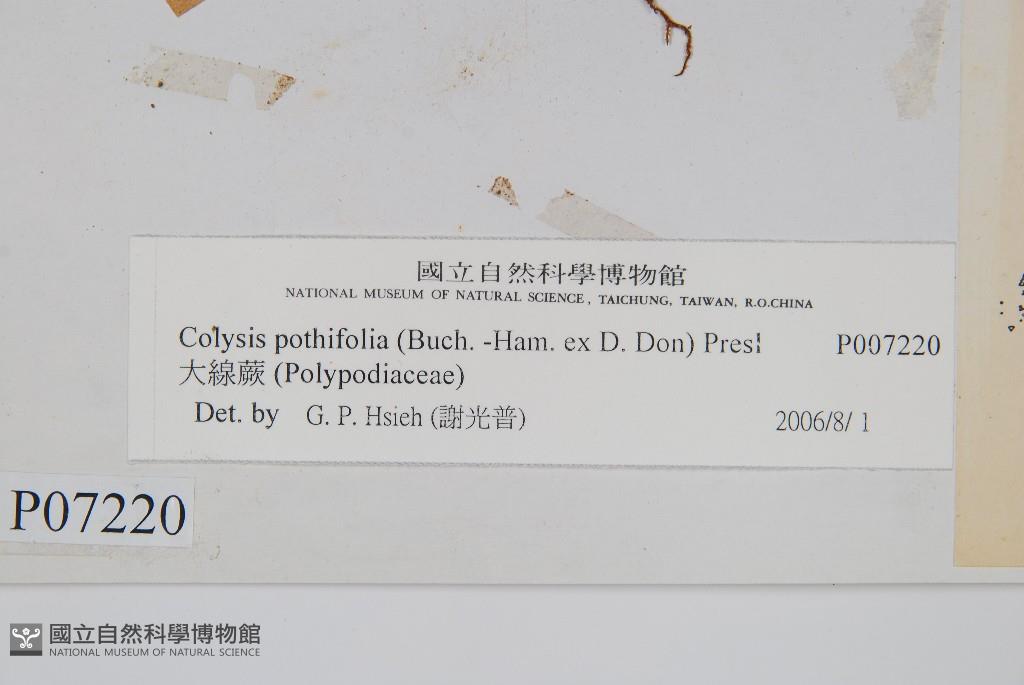 國立自然科學博物館
NATIONAL MUSEUM OF NATURAL SCIENCE, TAICHUNG, TAIWAN, R.O.CHINA
Colysis pothifolia (Buch. -Ham. ex D. Don) Presl P007220
大線蕨 (Polypodiaceae)
Det. by G. P. Hsieh (謝光普) 2006/8/ 1
P07220
國立自然科學博物館
NATIONAL MUSEUM OF NATURAL SCIENCE